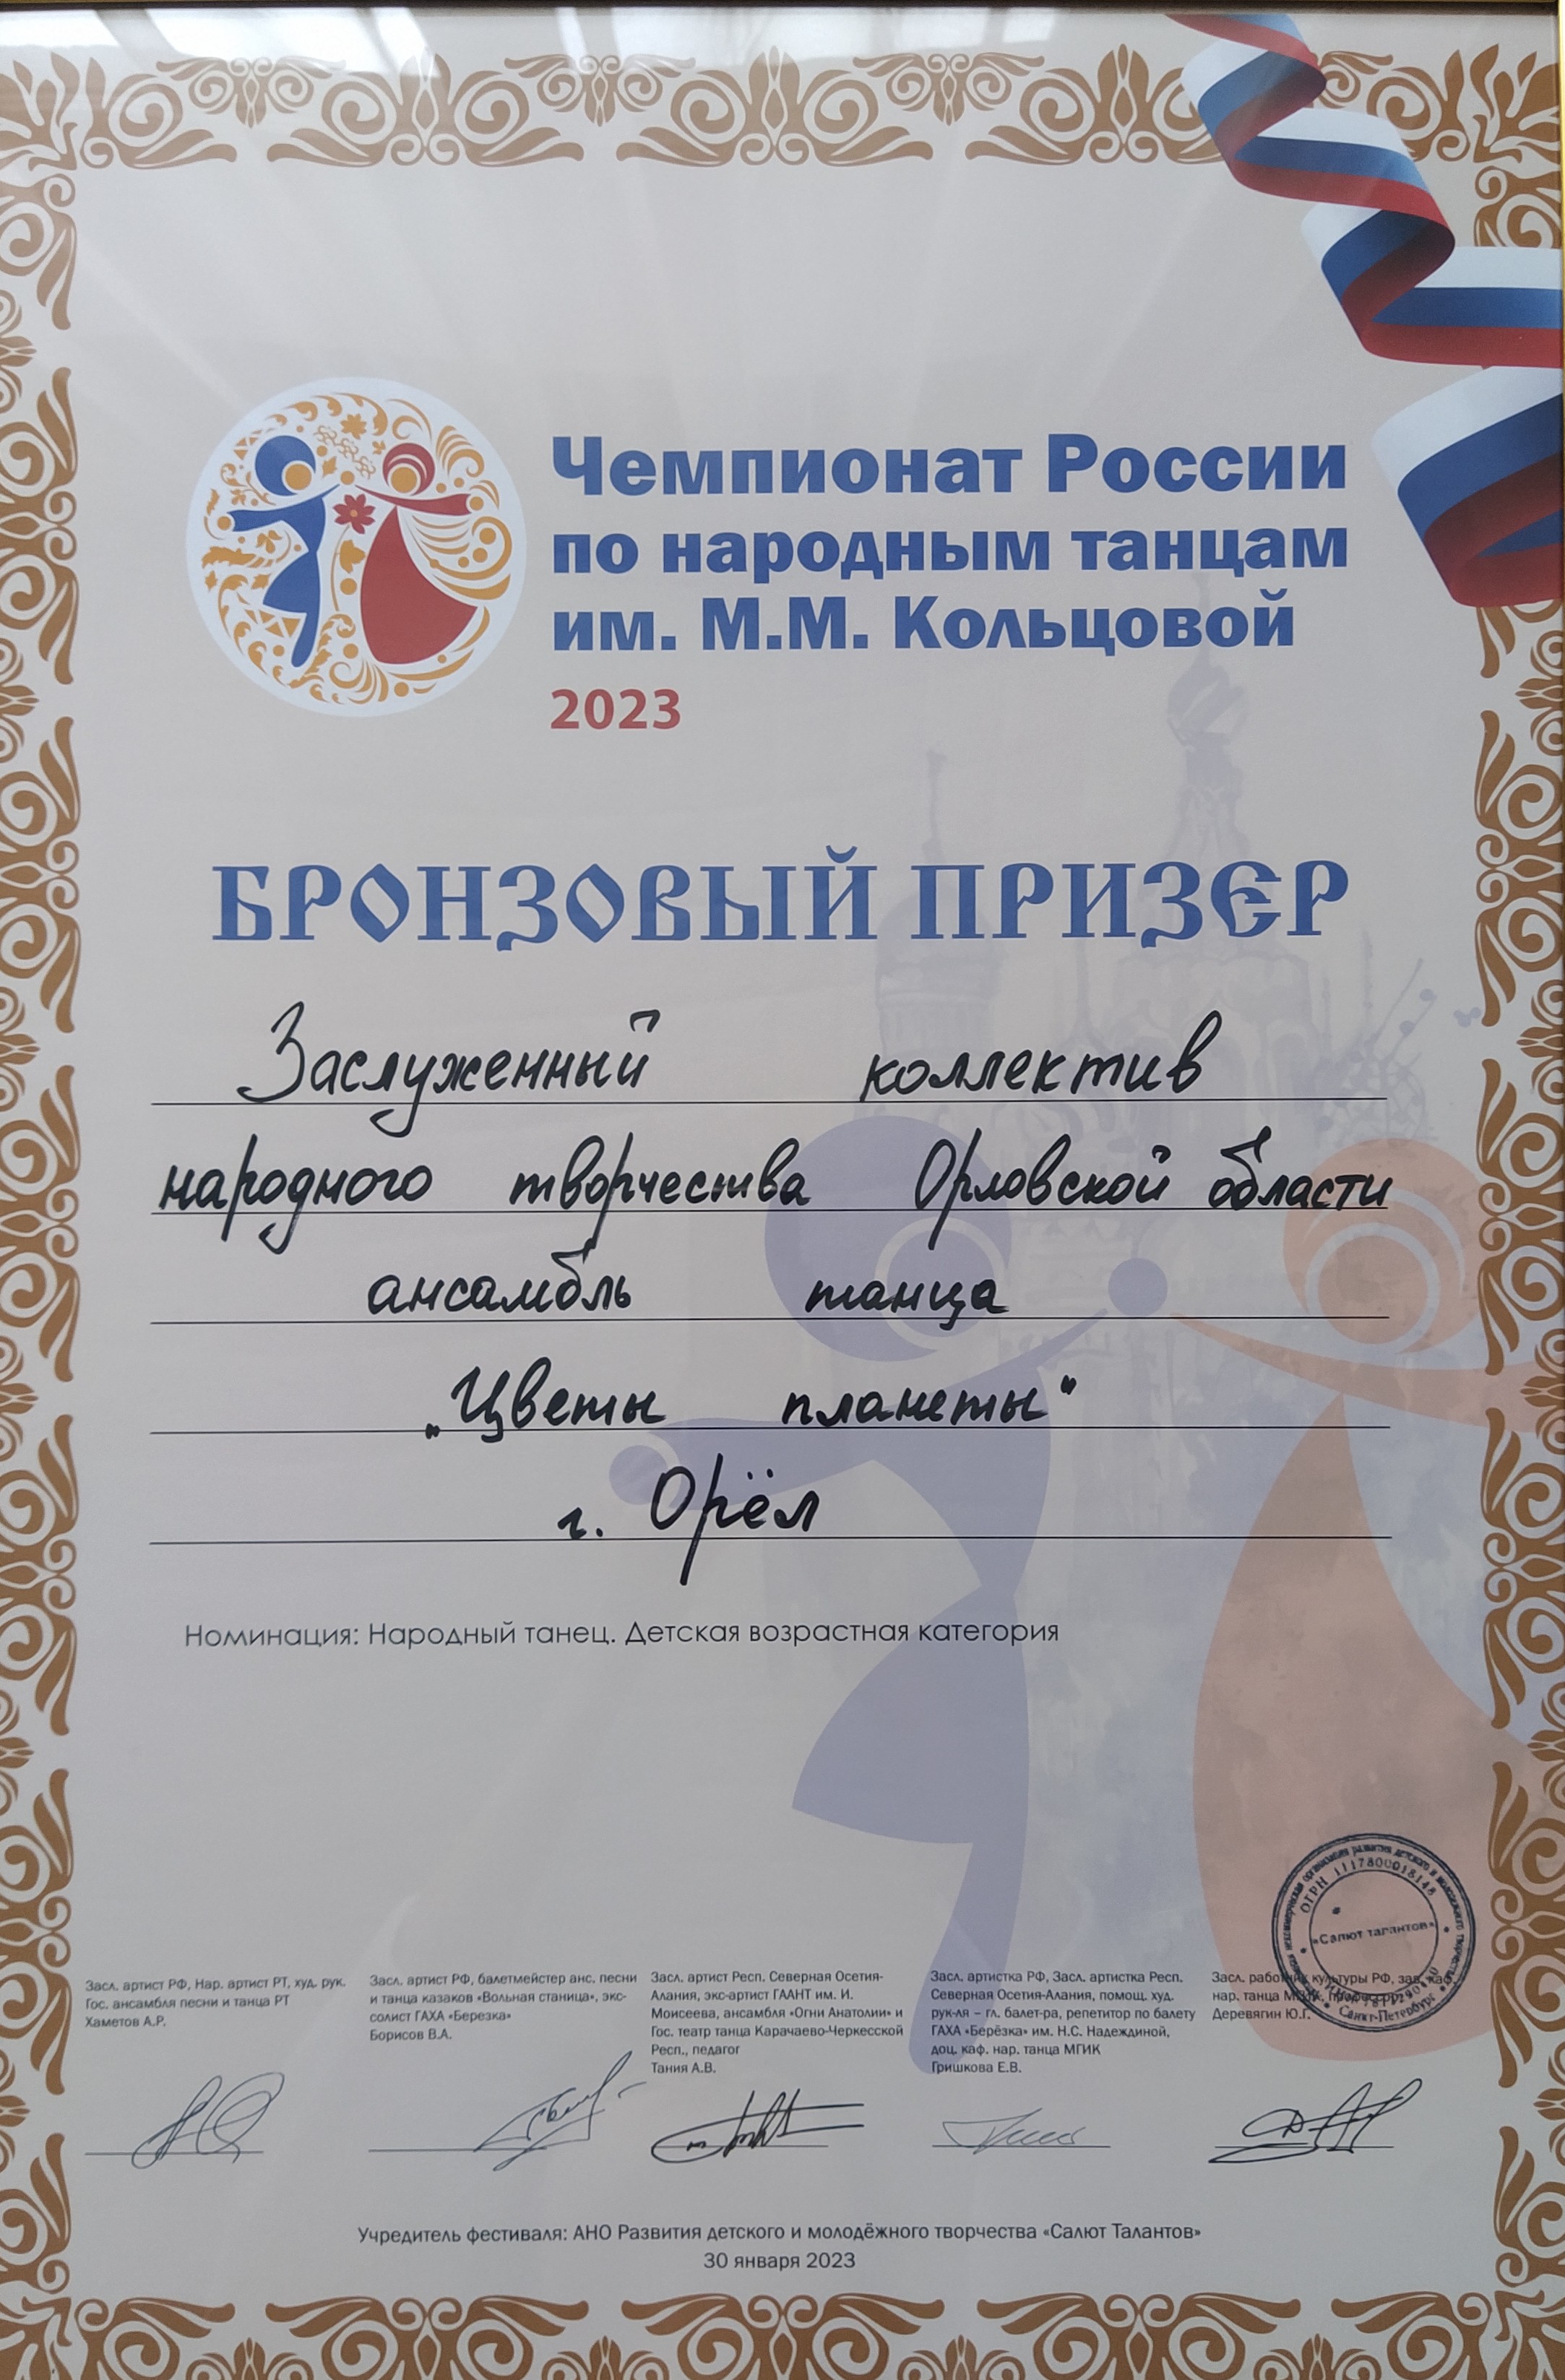 Чемпионат России
по народным танцам
им. М.М. Кольцовой
2023
БРОНЗОВЫЙ ПРИЗЕР
Заслуженный коллектив
народного творчества Орловской области
ансамбль танца
„Цветы планеты“
г. Орёл
Номинация: Народный танец. Детская возрастная категория
Засл. артист РФ, Нар. артист РТ, худ. рук.
Гос. ансамбля песни и танца РТ
Хаметов А.Р.
Засл. артист РФ, балетмейстер анс. песни
и танца казаков «Вольная станица», экс-
солист ГАХА «Березка»
Борисов В.А.
Засл. артист Респ. Северная Осетия-
Алания, экс-артист ГААНТ им. И.
Моисеева, ансамбля «Огни Анатолии» и
Гос. театр танца Карачаево-Черкесской
Респ., педагог
Тания А.В.
Засл. артистка РФ, Засл. артистка Респ.
Северная Осетия-Алания, помощ. худ.
рук-ля – гл. балет-ра, репетитор по балету
ГАХА «Берёзка» им. Н.С. Надеждиной,
доц. каф. нар. танца МГИК
Гришкова Е.В.
Засл. работник культуры РФ, зав. каф.
нар. танца МГИК,
Деревягин Ю.Г.
ОГРН 1117800018148
«Салют талантов»
Санкт-Петербург
Учредитель фестиваля: АНО Развития детского и молодёжного творчества «Салют Талантов»
30 января 2023